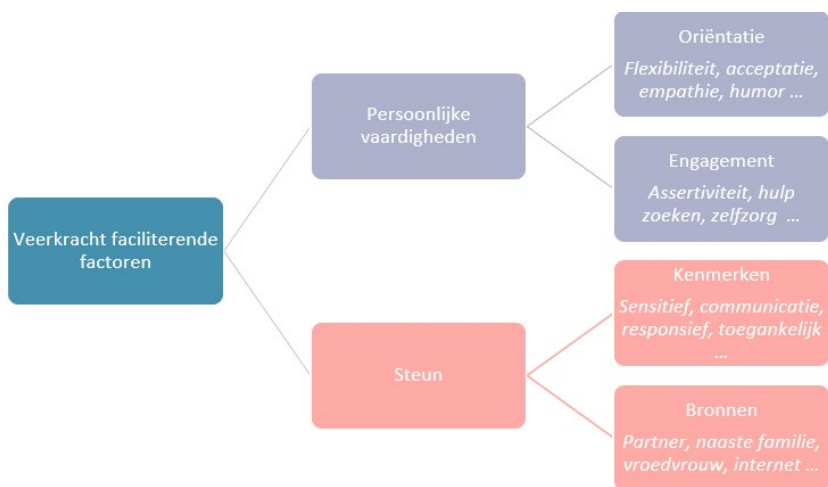 Oriëntatie
Flexibiliteit, acceptatie,
empathie, humor ...
Persoonlijke
vaardigheden
Engagement
Assertiviteit, hulp
zoeken, zelfzorg ...
Veerkracht faciliterende
factoren
Kenmerken
Sensitief, communicatie,
responsief, toegankelijk
...
Steun
Bronnen
Partner, naaste familie,
vroedvrouw, internet ...